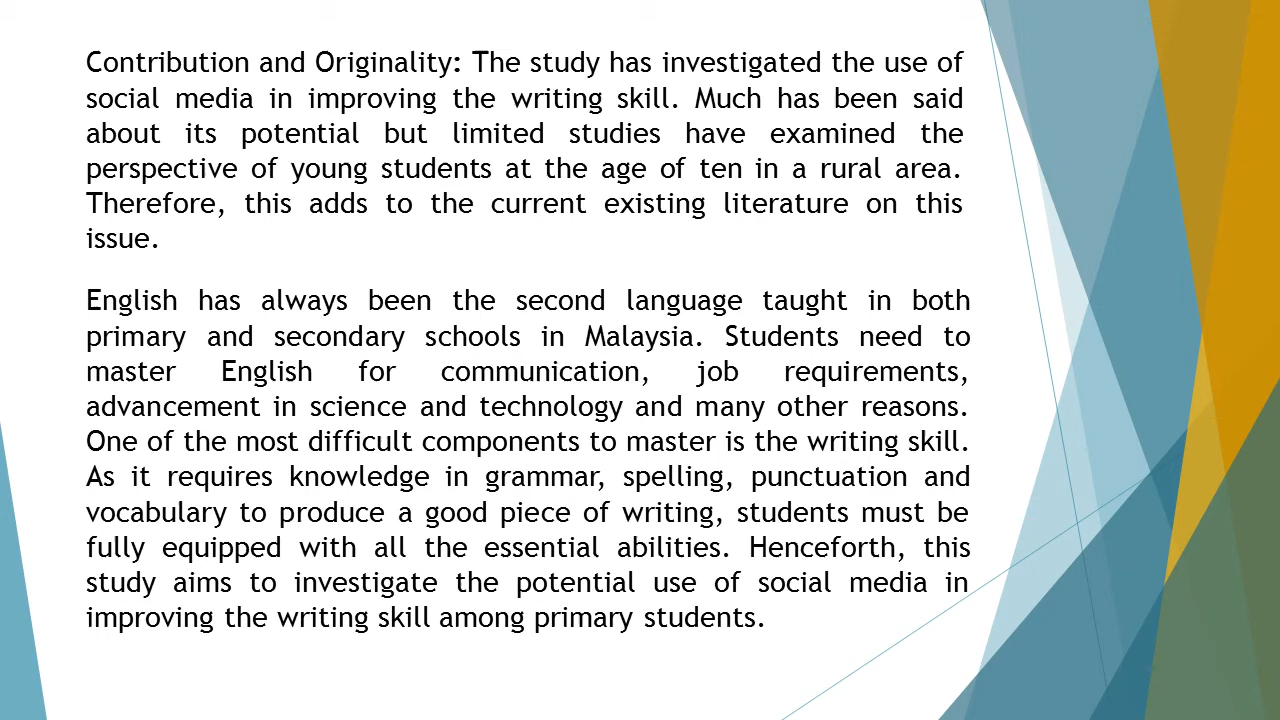 Contribution and Originality: The study has investigated the use of
social media in improving the writing skill. Much has been said
about its potential but limited studies have examined the
perspective of young students at the age of ten in a rural area.
Therefore, this adds to the current existing literature on this
issue.
English has always been the second language taught in both
primary and secondary schools in Malaysia. Students need to
master English for communication, job requirements,
advancement in science and technology and many other reasons.
One of the most difficult components to master is the writing skill.
As it requires knowledge in grammar, spelling, punctuation and
vocabulary to produce a good piece of writing, students must be
fully equipped with all the essential abilities. Henceforth, this
study aims to investigate the potential use of social media in
improving the writing skill among primary students.